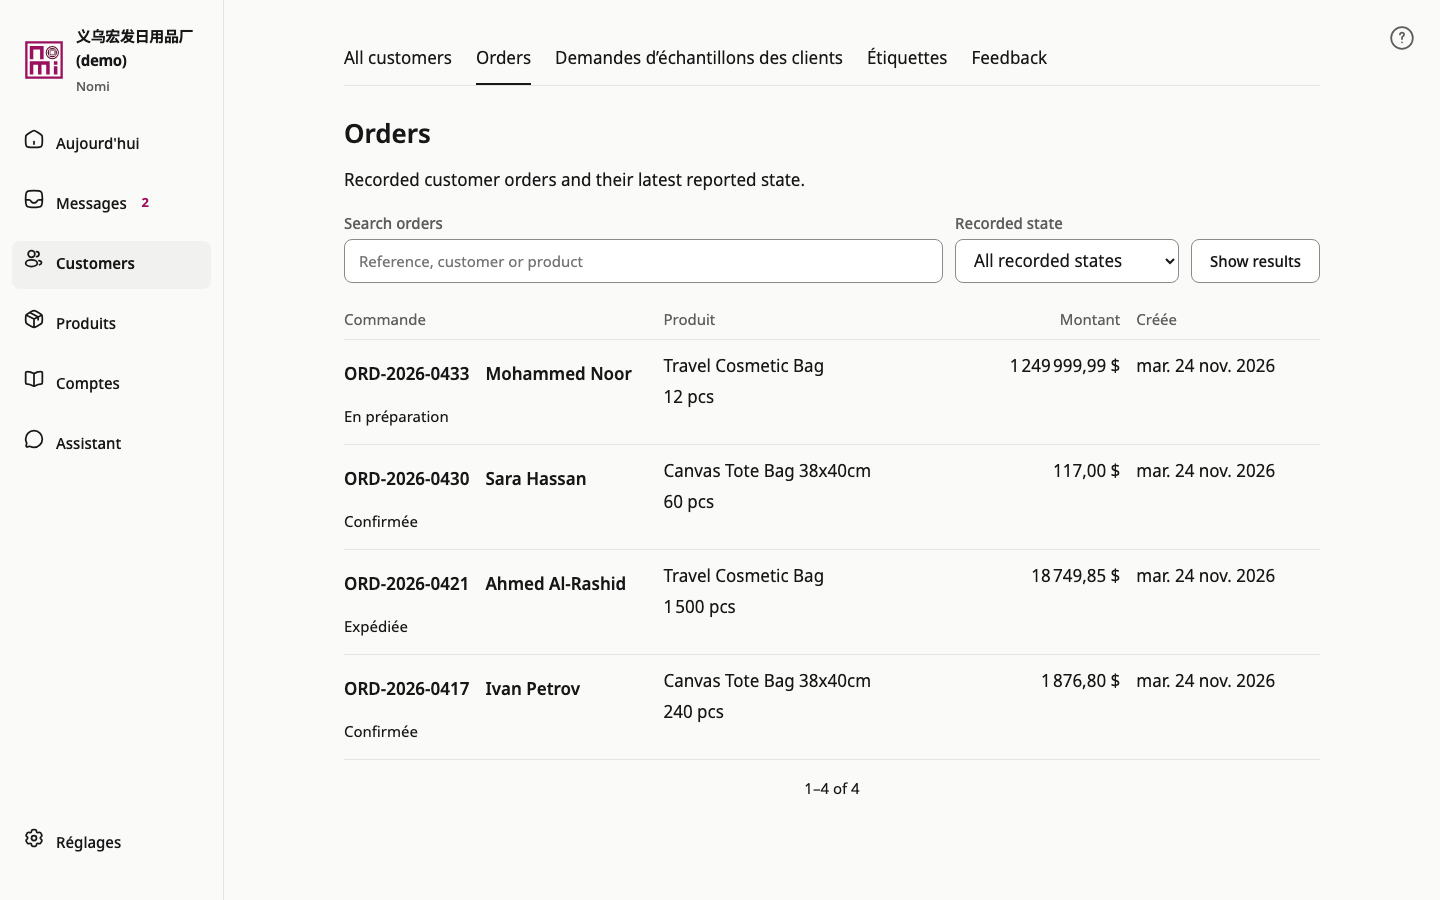 义乌宏发日用品厂
(demo)
Nomi
Aujourd'hui
Messages 2
Customers
Produits
Comptes
Assistant
Réglages
All customers Orders Demandes d’échantillons des clients Étiquettes Feedback
Orders
Recorded customer orders and their latest reported state.
Search orders Recorded state
Reference, customer or product All recorded states Show results
Commande Produit Montant Créée
ORD-2026-0433 Mohammed Noor Travel Cosmetic Bag 1 249 999,99 $ mar. 24 nov. 2026
12 pcs
En préparation
ORD-2026-0430 Sara Hassan Canvas Tote Bag 38x40cm 117,00 $ mar. 24 nov. 2026
60 pcs
Confirmée
ORD-2026-0421 Ahmed Al-Rashid Travel Cosmetic Bag 18 749,85 $ mar. 24 nov. 2026
1 500 pcs
Expédiée
ORD-2026-0417 Ivan Petrov Canvas Tote Bag 38x40cm 1 876,80 $ mar. 24 nov. 2026
240 pcs
Confirmée
1–4 of 4